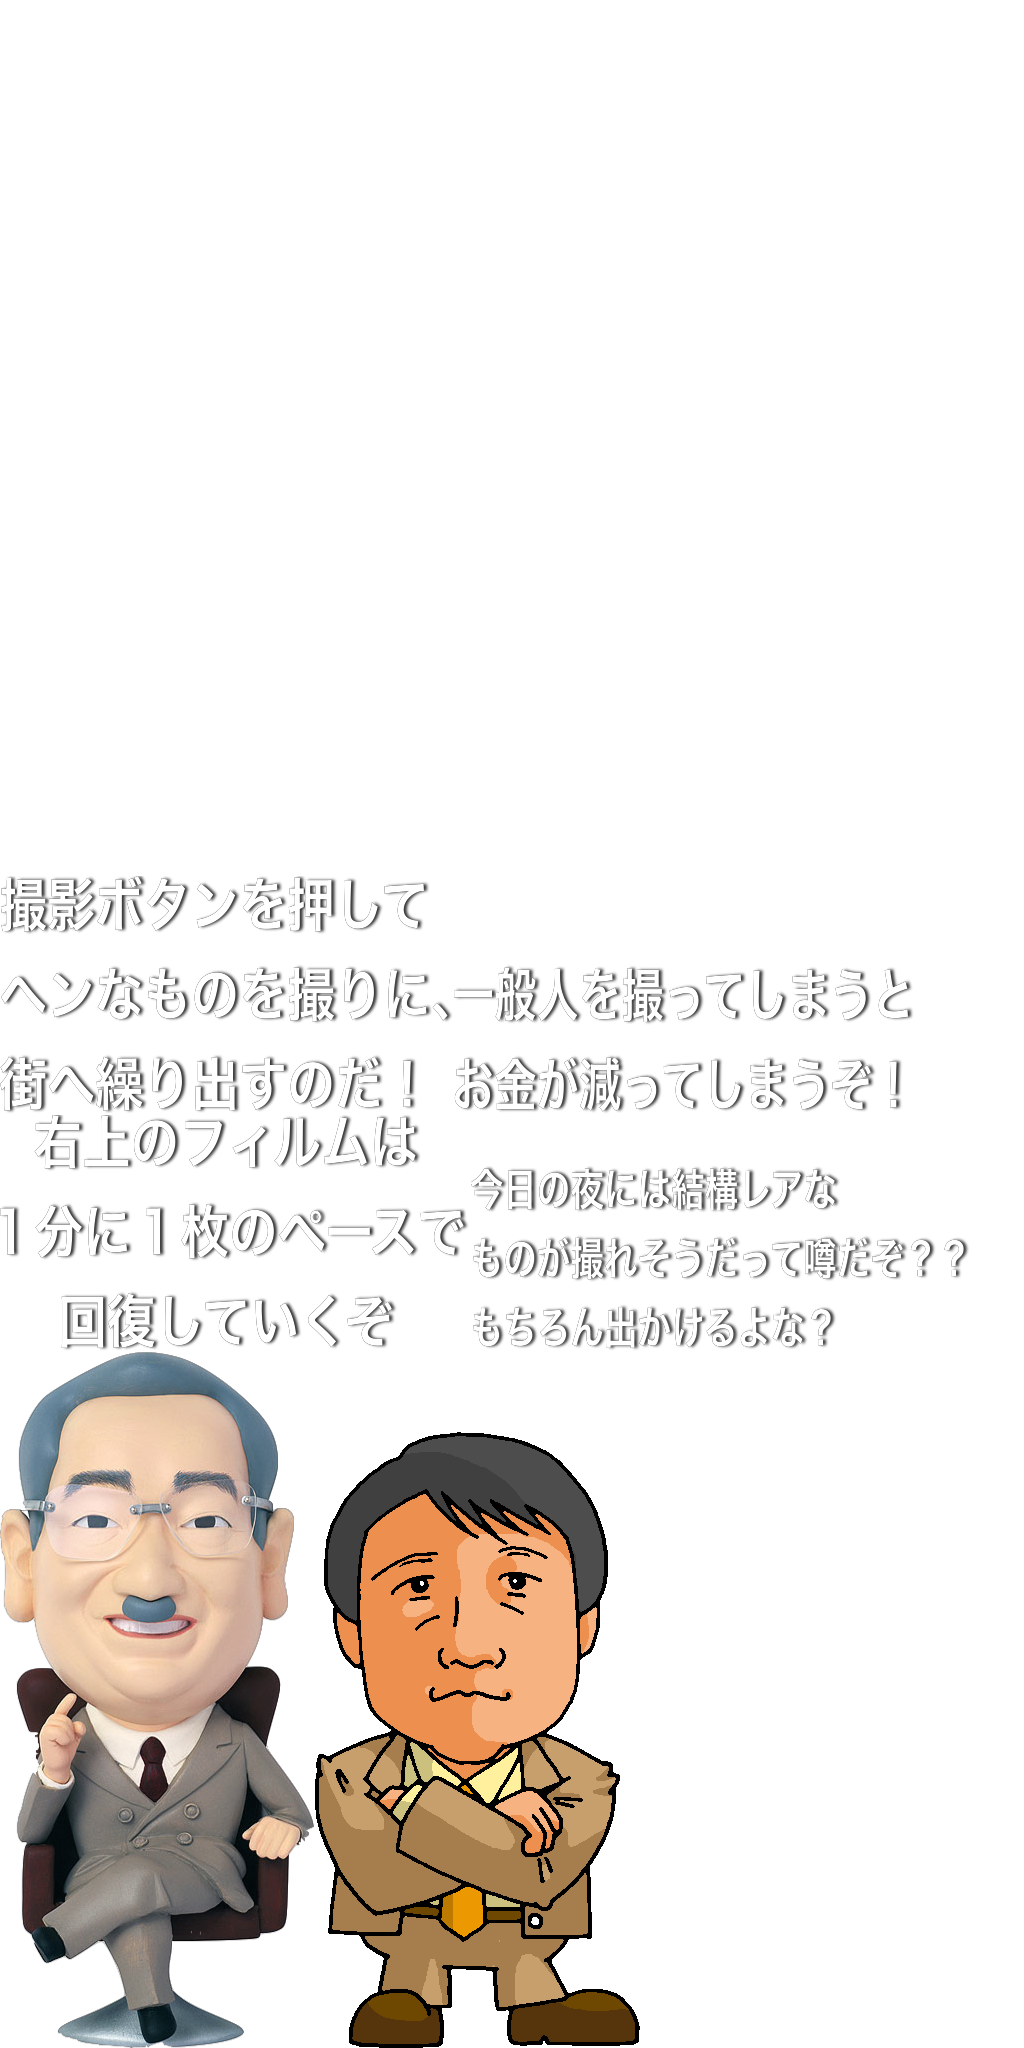 撮影ボタンを押して
ヘンなものを撮りに、
街へ繰り出すのだ！
一般人を撮ってしまうと
お金が減ってしまうぞ！
右上のフィルムは
1分に1枚のペースで
回復していくぞ
今日の夜には結構レアな
ものが撮れそうだって噂だぞ？？
もちろん出かけるよな？